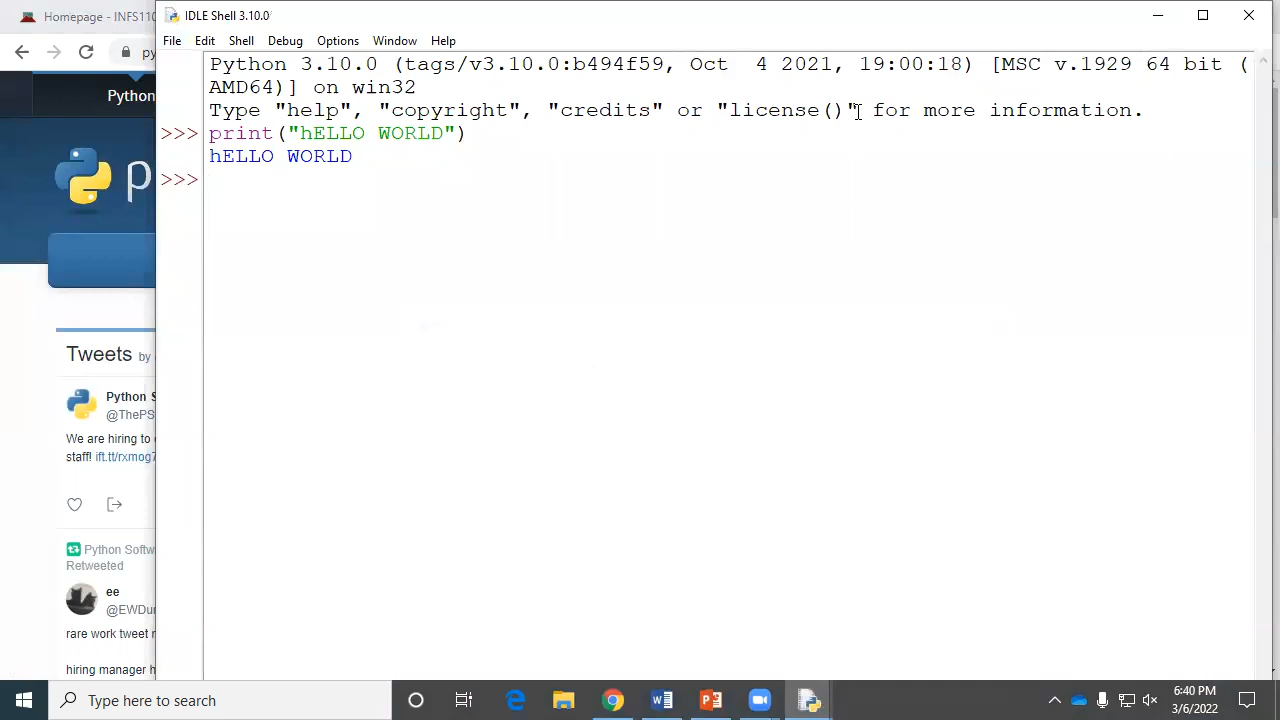 Homepage - INFS110
IDLE Shell 3.10.0
File Edit Shell Debug Options Window Help
Python 3.10.0 (tags/v3.10.0:b494f59, Oct  4 2021, 19:00:18) [MSC v.1929 64 bit (
AMD64)] on win32
Type "help", "copyright", "credits" or "license()" for more information.
>>> print("hELLO WORLD")
hELLO WORLD
>>>
py
Python
p
Tweets by
Python S
@ThePS
We are hiring to
staff! ift.tt/rxmog7
Python Softw
Retweeted
ee
@EWDur
rare work tweet
hiring manager h
Type here to search
6:40 PM
3/6/2022